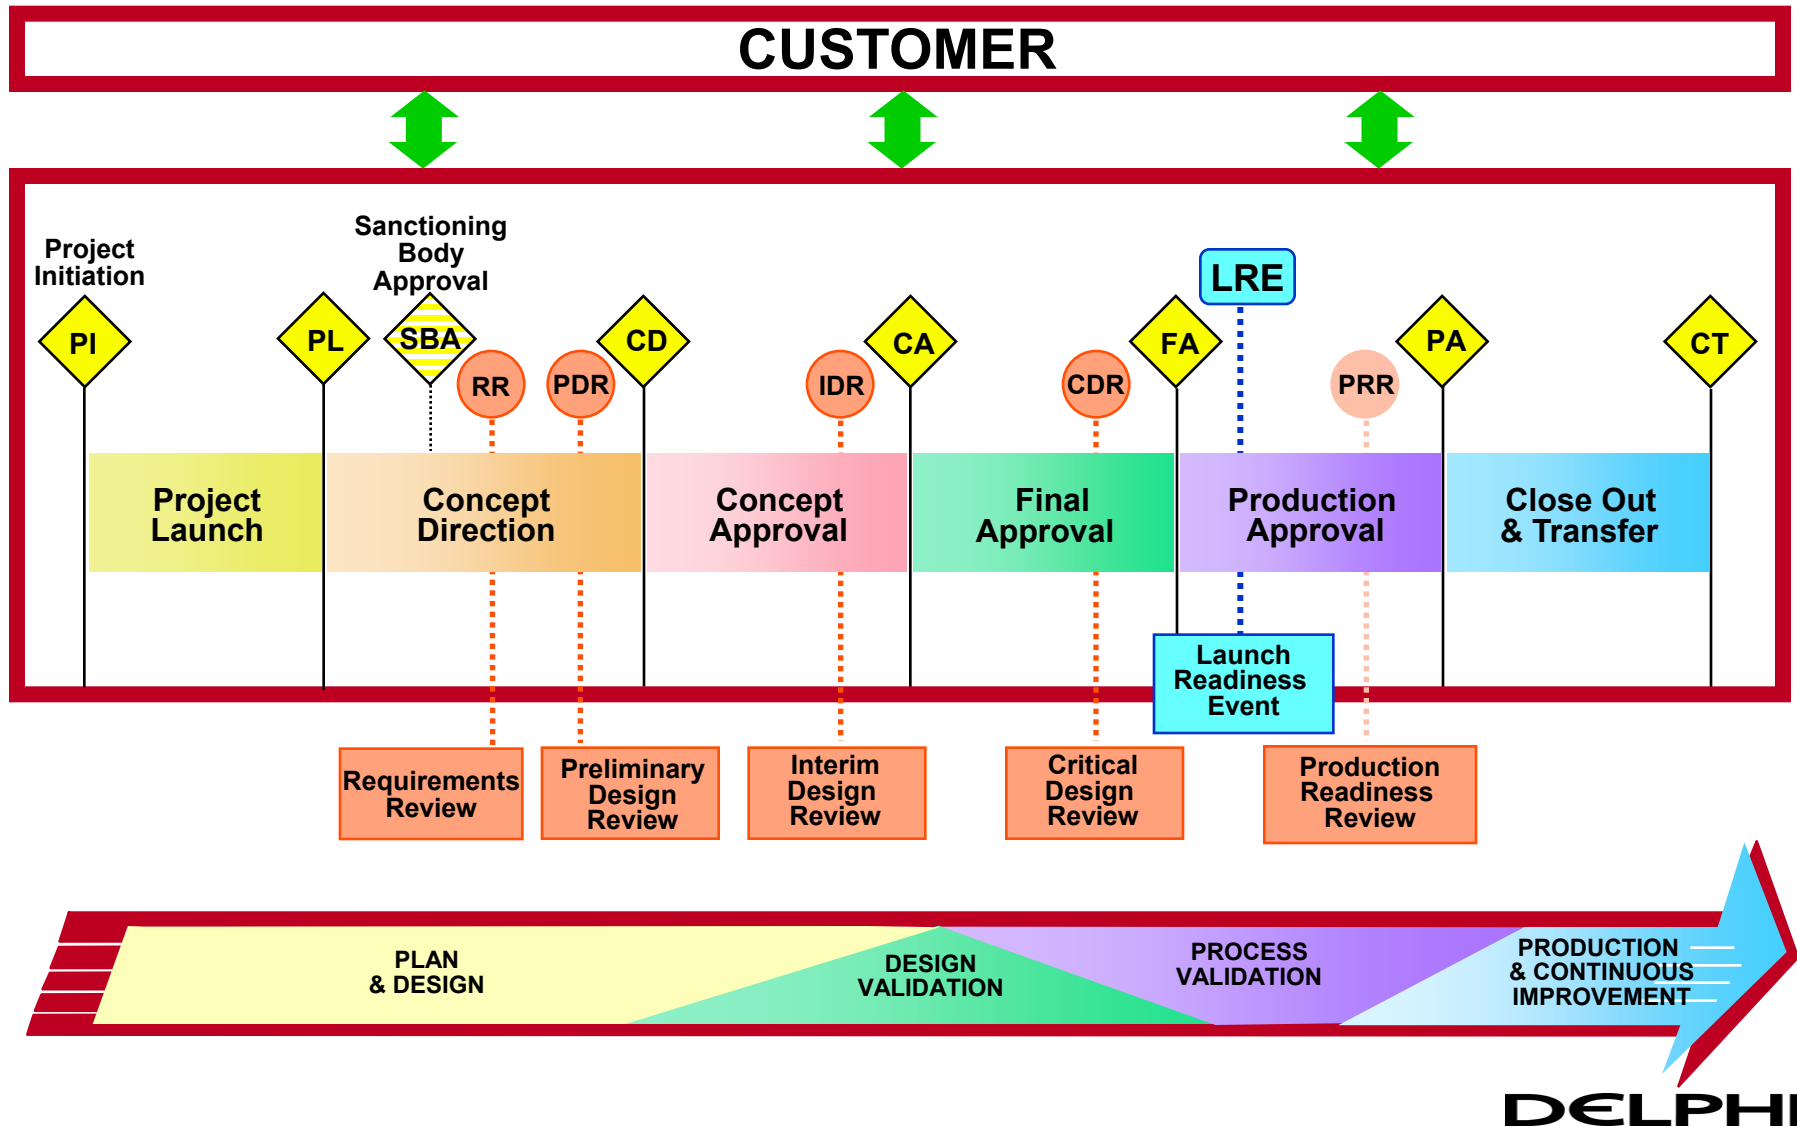 CUSTOMER
Project
Initiation
Sanctioning
Body
Approval
LRE
PI
PL
SBA
CD
CA
FA
PA
CT
RR
PDR
IDR
CDR
PRR
Project
Launch
Concept
Direction
Concept
Approval
Final
Approval
Production
Approval
Close Out
& Transfer
Launch
Readiness
Event
Requirements
Review
Preliminary
Design
Review
Interim
Design
Review
Critical
Design
Review
Production
Readiness
Review
PLAN
& DESIGN
DESIGN
VALIDATION
PROCESS
VALIDATION
PRODUCTION
& CONTINUOUS
IMPROVEMENT
DELPHI